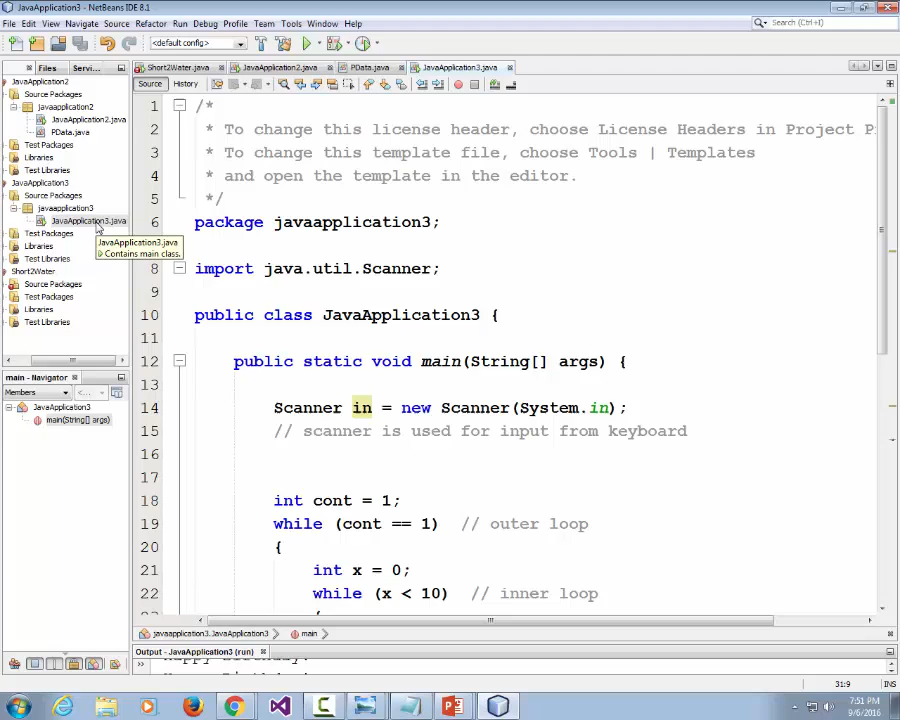 JavaApplication3 - NetBeans IDE 8.1
File Edit View Navigate Source Refactor Run Debug Profile Team Tools Window Help
Search (Ctrl+I)
<default config>
Files Servi...
Short2Water.java JavaApplication2.java PData.java JavaApplication3.java
Source History
JavaApplication2
Source Packages
javaapplication2
JavaApplication2.java
PData.java
Test Packages
Libraries
Test Libraries
JavaApplication3
Source Packages
javaapplication3
JavaApplication3.java
Test Packages
Libraries
Test Libraries
Short2Water
Source Packages
Test Packages
Libraries
Test Libraries
JavaApplication3.java
Contains main class.
main - Navigator
Members <...
JavaApplication3
main(String[] args)
1 /*
2 * To change this license header, choose License Headers in Project P
3 * To change this template file, choose Tools | Templates
4 * and open the template in the editor.
5 */
6 package javaapplication3;
8 import java.util.Scanner;
9
10 public class JavaApplication3 {
11
12 public static void main(String[] args) {
13
14 Scanner in = new Scanner(System.in);
15 // scanner is used for input from keyboard
16
17
18 int cont = 1;
19 while (cont == 1) // outer loop
20 {
21 int x = 0;
22 while (x < 10) // inner loop
javaapplication3.JavaApplication3 main
Output - JavaApplication3 (run)
31:9 INS
7:51 PM
9/6/2016